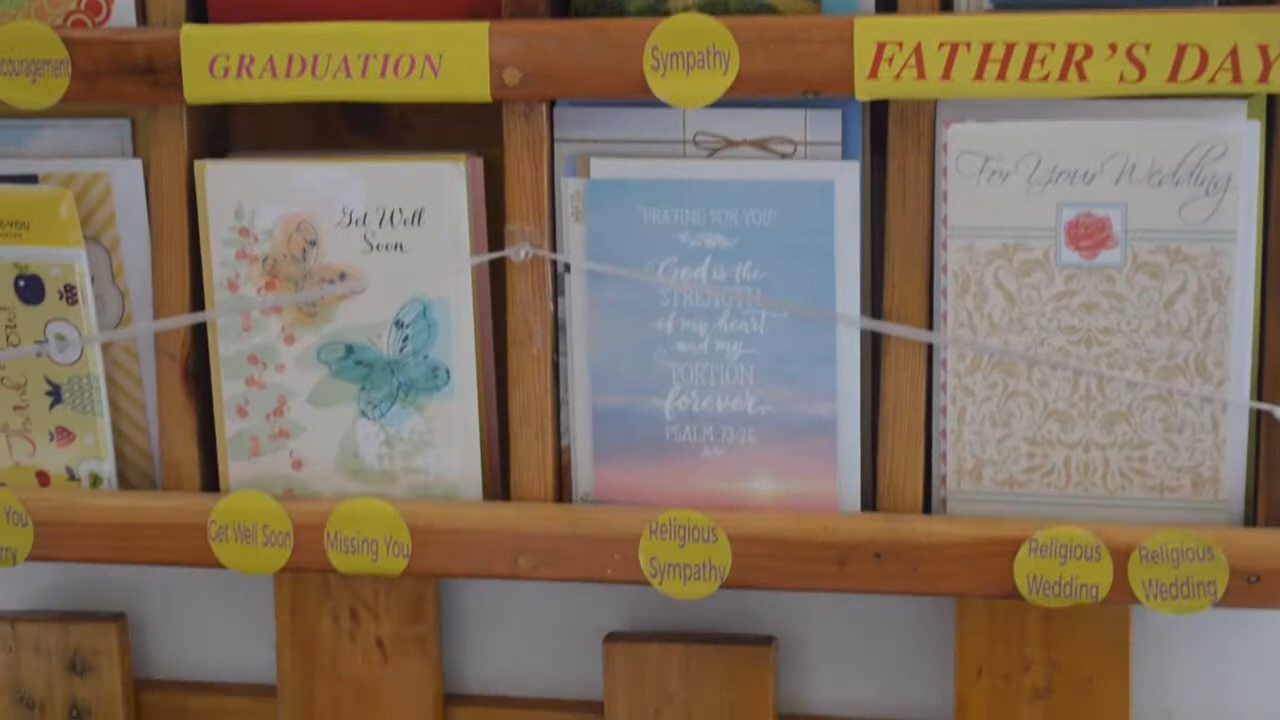 GRADUATION
Sympathy
FATHER'S DAY
Get Well
Soon
"PRAYING FOR YOU"
God is the
STRENGTH
of my heart
and my
PORTION
forever.
PSALM 73:26
For Your Wedding
You
Get Well Soon
Missing You
Religious
Sympathy
Religious
Wedding
Religious
Wedding